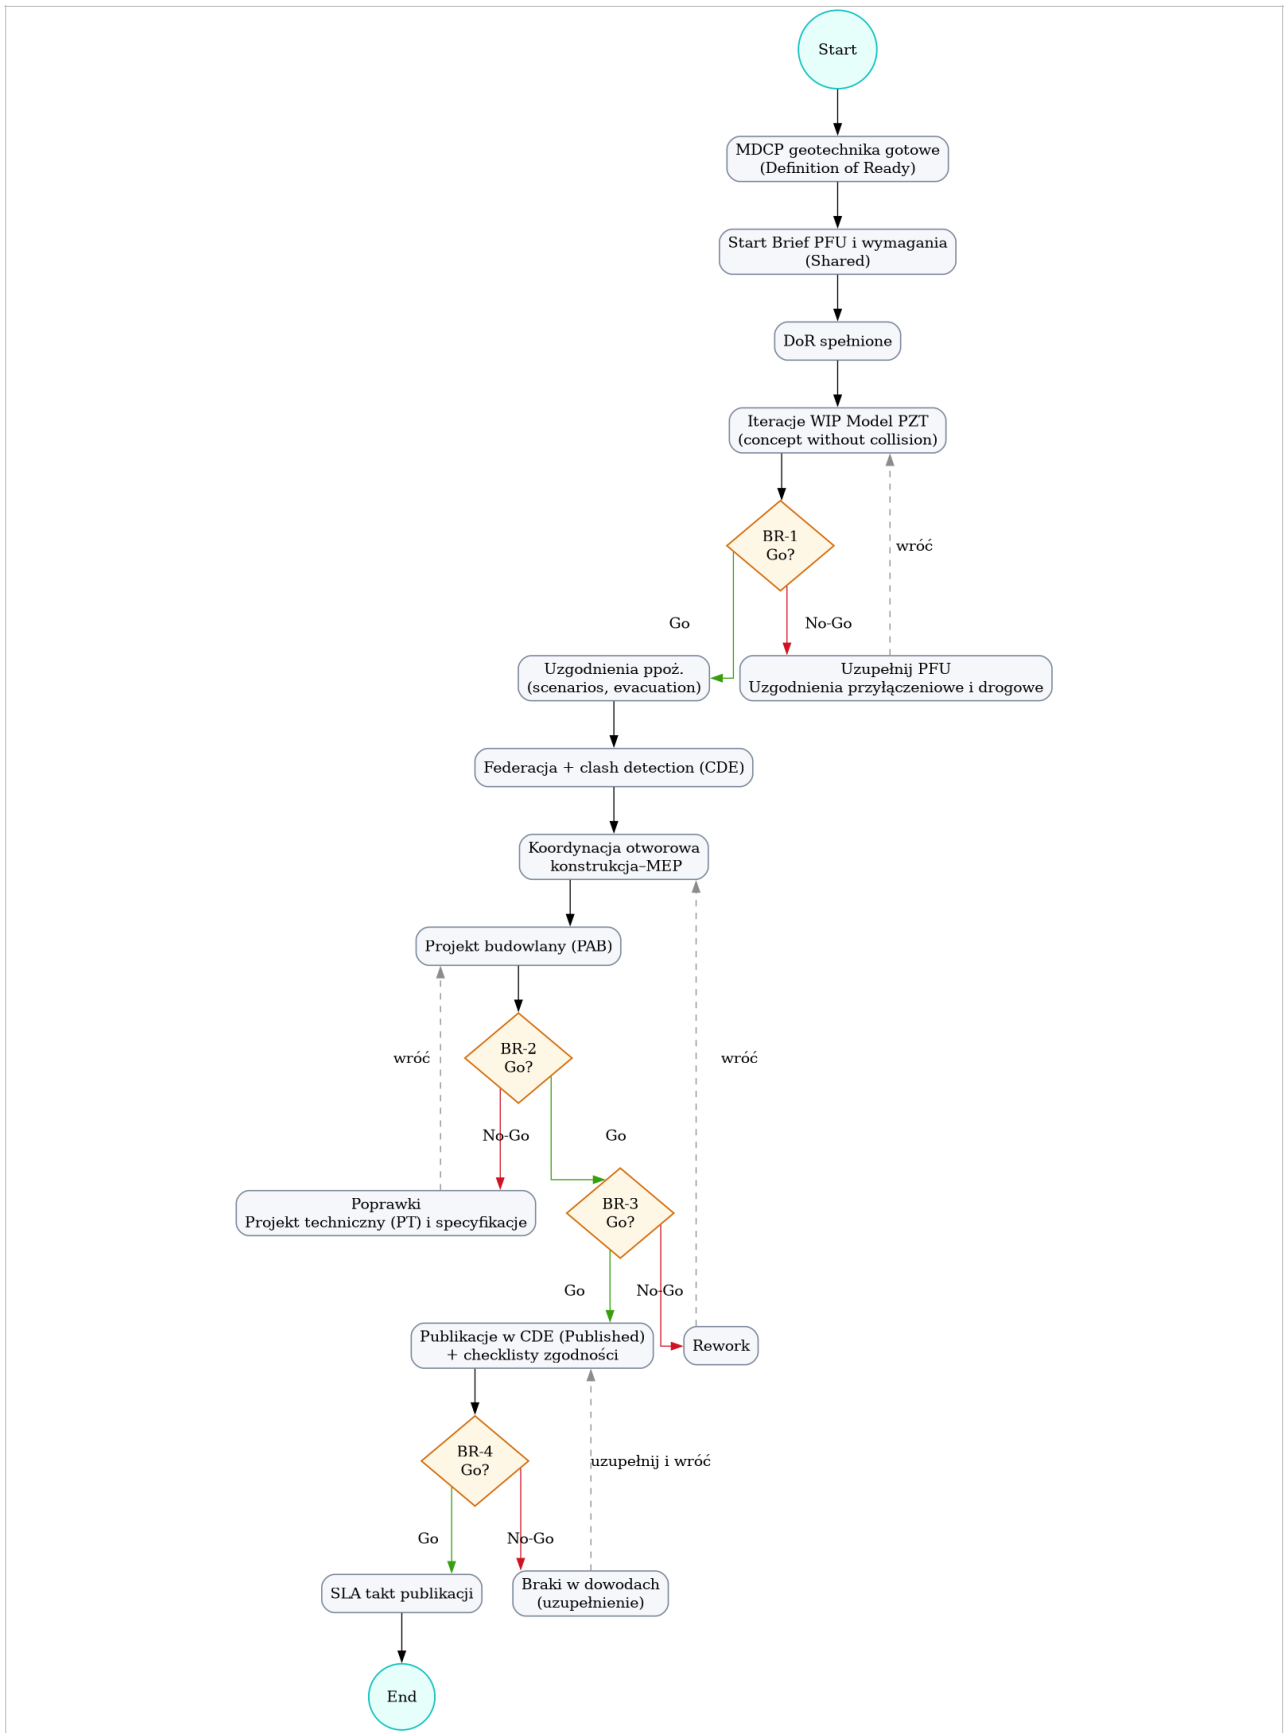 Start
MDCP geotechnika gotowe
(Definition of Ready)
Start Brief PFU i wymagania
(Shared)
DoR spełnione
Iteracje WIP Model PZT
(concept without collision)
BR-1
Go?
wróć
Go
No-Go
Uzgodnienia ppoż.
(scenarios, evacuation)
Uzupełnij PFU
Uzgodnienia przyłączeniowe i drogowe
Federacja + clash detection (CDE)
Koordynacja otworowa
konstrukcja–MEP
Projekt budowlany (PAB)
BR-2
Go?
wróć
wróć
No-Go
Go
Poprawki
Projekt techniczny (PT) i specyfikacje
BR-3
Go?
Go
No-Go
Publikacje w CDE (Published)
+ checklisty zgodności
Rework
BR-4
Go?
uzupełnij i wróć
Go
No-Go
SLA takt publikacji
Braki w dowodach
(uzupełnienie)
End